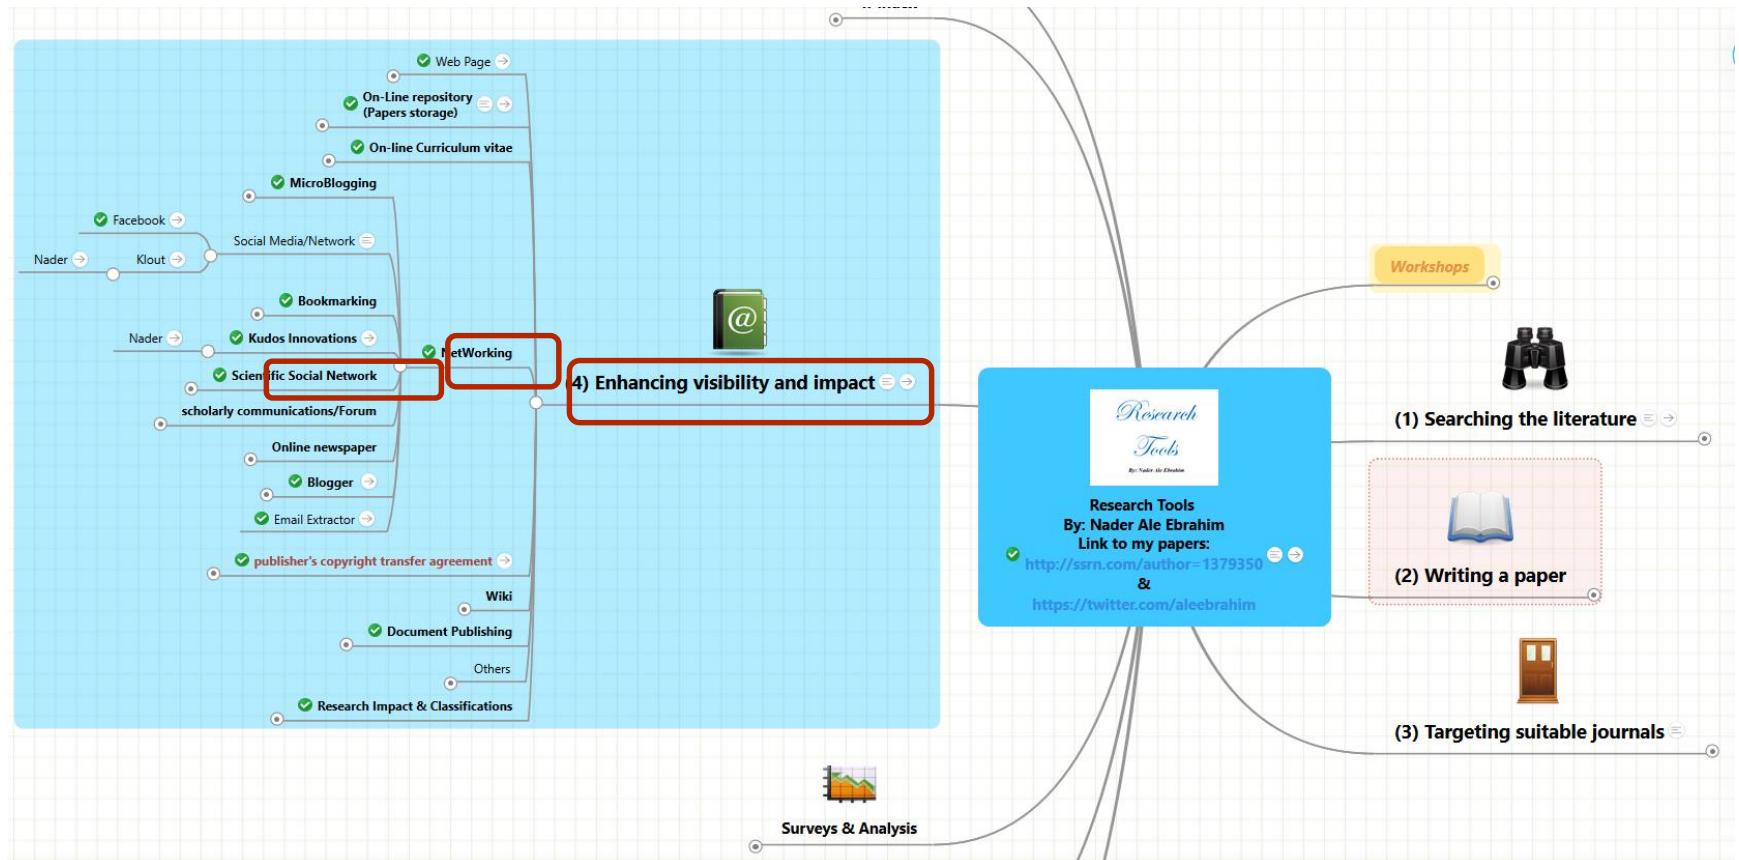 Web Page
On-Line repository
(Papers storage)
On-line Curriculum vitae
MicroBlogging
Facebook
Social Media/Network
Nader
Klout
Bookmarking
Nader
Kudos Innovations
NetWorking
Scientific Social Network
scholarly communications/Forum
Online newspaper
Blogger
Email Extractor
publisher's copyright transfer agreement
Wiki
Document Publishing
Others
Research Impact & Classifications
@
(4) Enhancing visibility and impact
Research
Tools
By: Nader Ale Ebrahim
Research Tools
By: Nader Ale Ebrahim
Link to my papers:
http://ssrn.com/author=1379350
&
https://twitter.com/aleebrahim
Workshops
(1) Searching the literature
(2) Writing a paper
(3) Targeting suitable journals
Surveys & Analysis